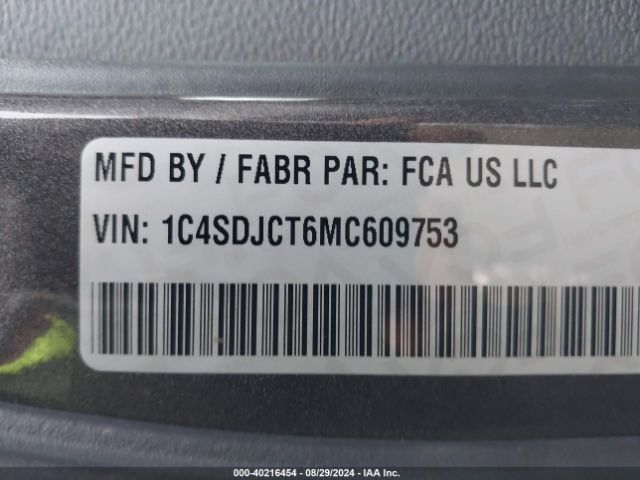 MFD BY / FABR PAR: FCA US LLC
VIN: 1C4SDJCT6MC609753
000-40216454 - 08/29/2024 - IAA Inc.